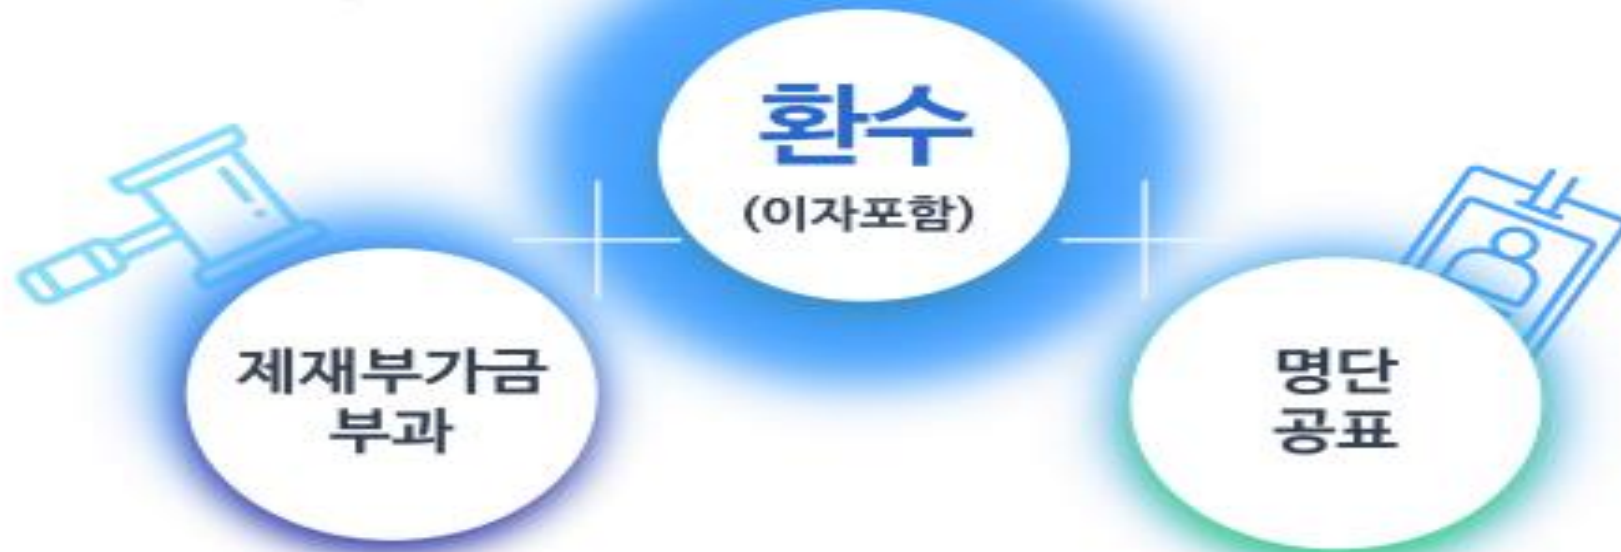 환수
(이자포함)
제재부가금
부과
명단
공표